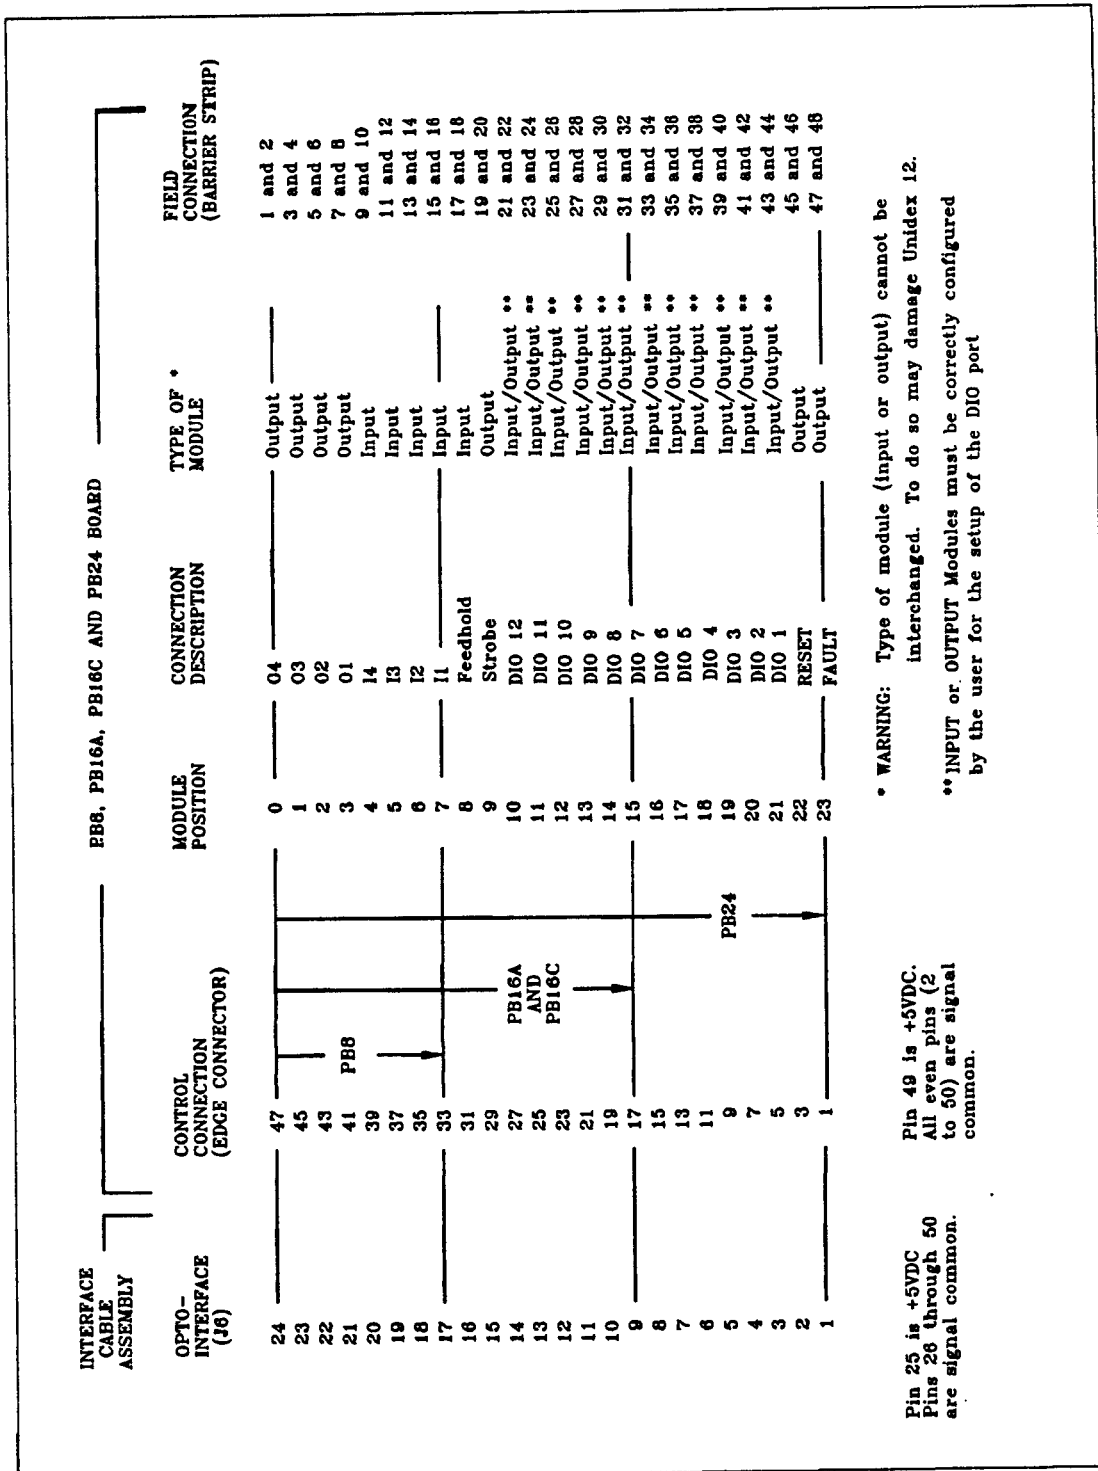 INTERFACE CABLE ASSEMBLY
PB8, PB16A, PB16C AND PB24 BOARD
OPTO-INTERFACE (J6) CONTROL CONNECTION (EDGE CONNECTOR) MODULE POSITION CONNECTION DESCRIPTION TYPE OF * MODULE FIELD CONNECTION (BARRIER STRIP)
24 47 0 O4 Output 1 and 2
23 45 1 O3 Output 3 and 4
22 43 2 O2 Output 5 and 6
21 41 3 O1 Output 7 and 8
20 39 4 I4 Input 9 and 10
19 37 5 I3 Input 11 and 12
18 35 6 I2 Input 13 and 14
17 33 7 I1 Input 15 and 16
16 31 8 Feedhold Input 17 and 18
15 29 9 Strobe Output 19 and 20
14 27 10 DIO 12 Input/Output ** 21 and 22
13 25 11 DIO 11 Input/Output ** 23 and 24
12 23 12 DIO 10 Input/Output ** 25 and 26
11 21 13 DIO 9 Input/Output ** 27 and 28
10 19 14 DIO 8 Input/Output ** 29 and 30
9 17 15 DIO 7 Input/Output ** 31 and 32
8 15 16 DIO 6 Input/Output ** 33 and 34
7 13 17 DIO 5 Input/Output ** 35 and 36
6 11 18 DIO 4 Input/Output ** 37 and 38
5 9 19 DIO 3 Input/Output ** 39 and 40
4 7 20 DIO 2 Input/Output ** 41 and 42
3 5 21 DIO 1 Input/Output ** 43 and 44
2 3 22 RESET Output 45 and 46
1 1 23 FAULT Output 47 and 48
PB8
PB16A
AND
PB16C
PB24
Pin 25 is +5VDC
Pins 26 through 50
are signal common.
Pin 49 is +5VDC.
All even pins (2
to 50) are signal
common.
* WARNING: Type of module (input or output) cannot be
interchanged. To do so may damage Unidex 12.
** INPUT or OUTPUT Modules must be correctly configured
by the user for the setup of the DIO port